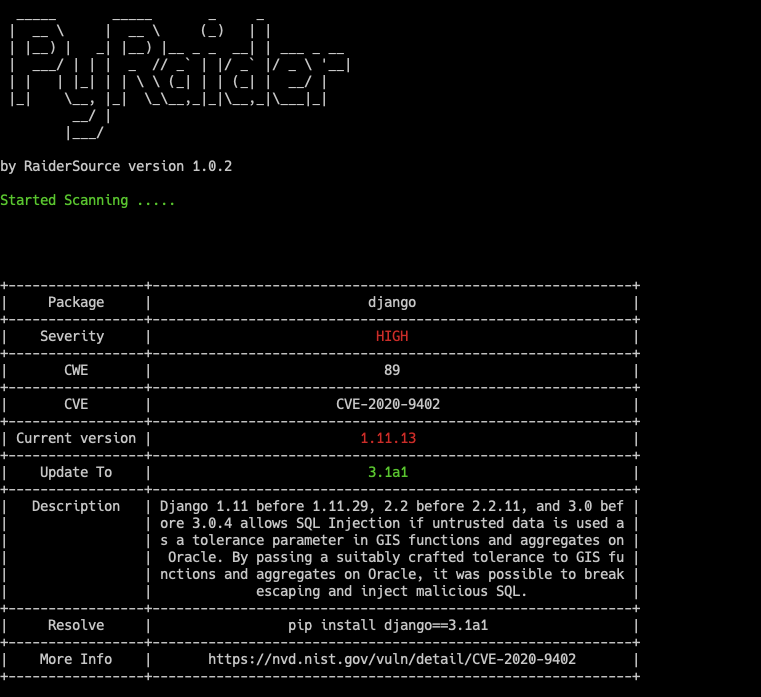 PyRaider
by RaiderSource version 1.0.2
Started Scanning .....
Package | django
Severity | HIGH
CWE | 89
CVE | CVE-2020-9402
Current version | 1.11.13
Update To | 3.1a1
Description | Django 1.11 before 1.11.29, 2.2 before 2.2.11, and 3.0 bef
ore 3.0.4 allows SQL Injection if untrusted data is used a
s a tolerance parameter in GIS functions and aggregates on
Oracle. By passing a suitably crafted tolerance to GIS fu
nctions and aggregates on Oracle, it was possible to break
escaping and inject malicious SQL.
Resolve | pip install django==3.1a1
More Info | https://nvd.nist.gov/vuln/detail/CVE-2020-9402